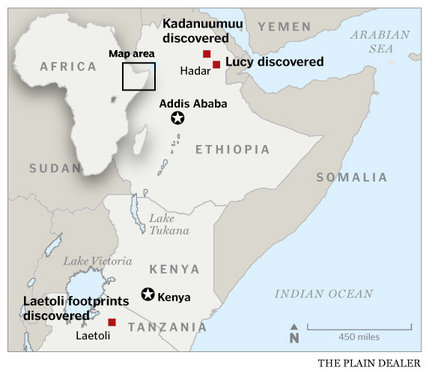 Kadanuumuu
discovered
YEMEN
ARABIAN
SEA
Map area
AFRICA
Hadar
Lucy discovered
Addis Ababa
ETHIOPIA
SUDAN
SOMALIA
Lake
Tukana
Lake Victoria
KENYA
Kenya
INDIAN OCEAN
Laetoli footprints
discovered
TANZANIA
Laetoli
N
450 miles
THE PLAIN DEALER